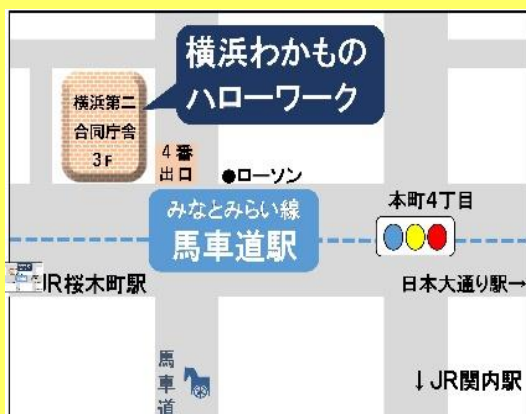 横浜わかもの
ハローワーク
横浜第二
合同庁舎
3F
4番
出口
●ローソン
みなとみらい線
馬車道駅
本町4丁目
JR桜木町駅
日本大通り駅→
馬車道
↓JR関内駅